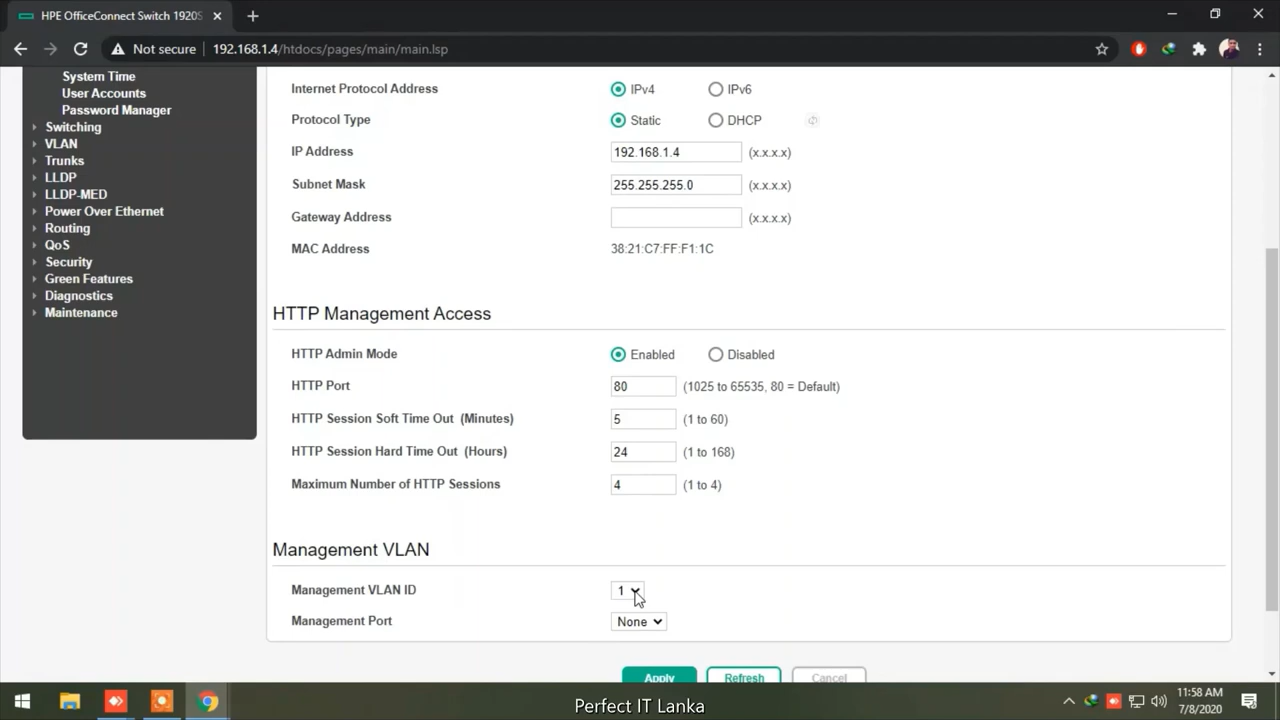 HPE OfficeConnect Switch 1920S
Not secure
192.168.1.4/htdocs/pages/main/main.lsp
System Time
User Accounts
Password Manager
Switching
VLAN
Trunks
LLDP
LLDP-MED
Power Over Ethernet
Routing
QoS
Security
Green Features
Diagnostics
Maintenance
Internet Protocol Address IPv4 IPv6
Protocol Type Static DHCP
IP Address 192.168.1.4 (x.x.x.x)
Subnet Mask 255.255.255.0 (x.x.x.x)
Gateway Address (x.x.x.x)
MAC Address 38:21:C7:FF:F1:1C
HTTP Management Access
HTTP Admin Mode Enabled Disabled
HTTP Port 80 (1025 to 65535, 80 = Default)
HTTP Session Soft Time Out (Minutes) 5 (1 to 60)
HTTP Session Hard Time Out (Hours) 24 (1 to 168)
Maximum Number of HTTP Sessions 4 (1 to 4)
Management VLAN
Management VLAN ID 1
Management Port None
Apply Refresh Cancel
Perfect IT Lanka
11:58 AM
7/8/2020